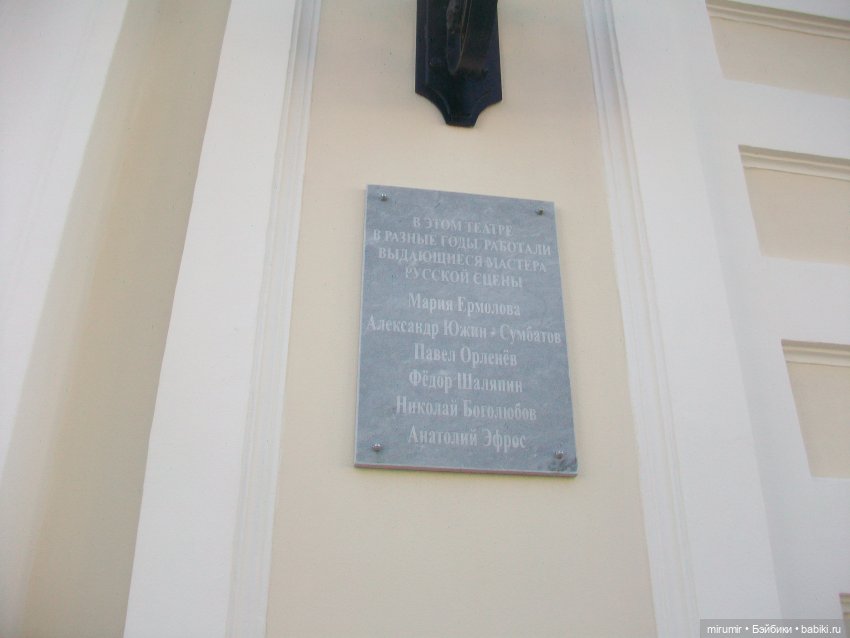 В ЭТОМ ТЕАТРЕ
В РАЗНЫЕ ГОДЫ РАБОТАЛИ
ВЫДАЮЩИЕСЯ МАСТЕРА
РУССКОЙ СЦЕНЫ
Мария Ермолова
Александр Южин - Сумбатов
Павел Орленёв
Фёдор Шаляпин
Николай Боголюбов
Анатолий Эфрос
mirumir • Бэйбики • babiki.ru